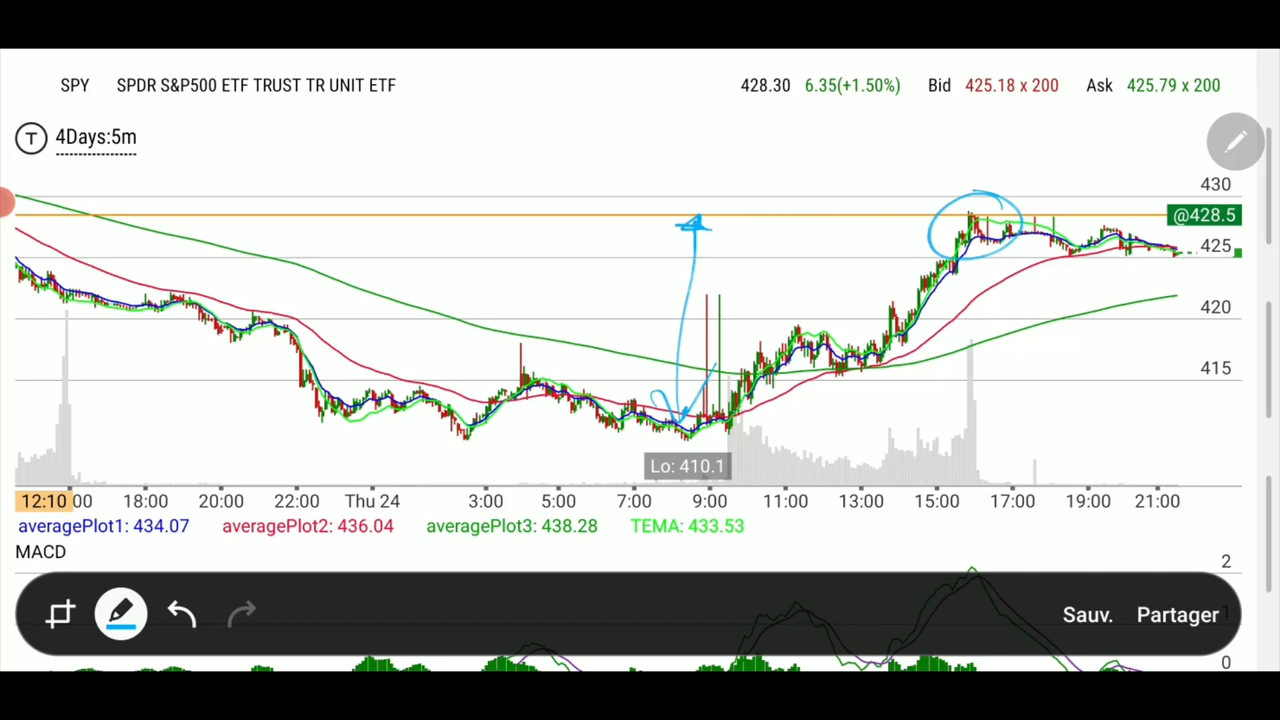 SPY SPDR S&P500 ETF TRUST TR UNIT ETF 428.30 6.35(+1.50%) Bid 425.18 x 200 Ask 425.79 x 200
T 4Days:5m
430
@428.5
425
420
415
Lo: 410.1
12:10 00 18:00 20:00 22:00 Thu 24 3:00 5:00 7:00 9:00 11:00 13:00 15:00 17:00 19:00 21:00
averagePlot1: 434.07 averagePlot2: 436.04 averagePlot3: 438.28 TEMA: 433.53
MACD
2
Sauv. Partager 1
0